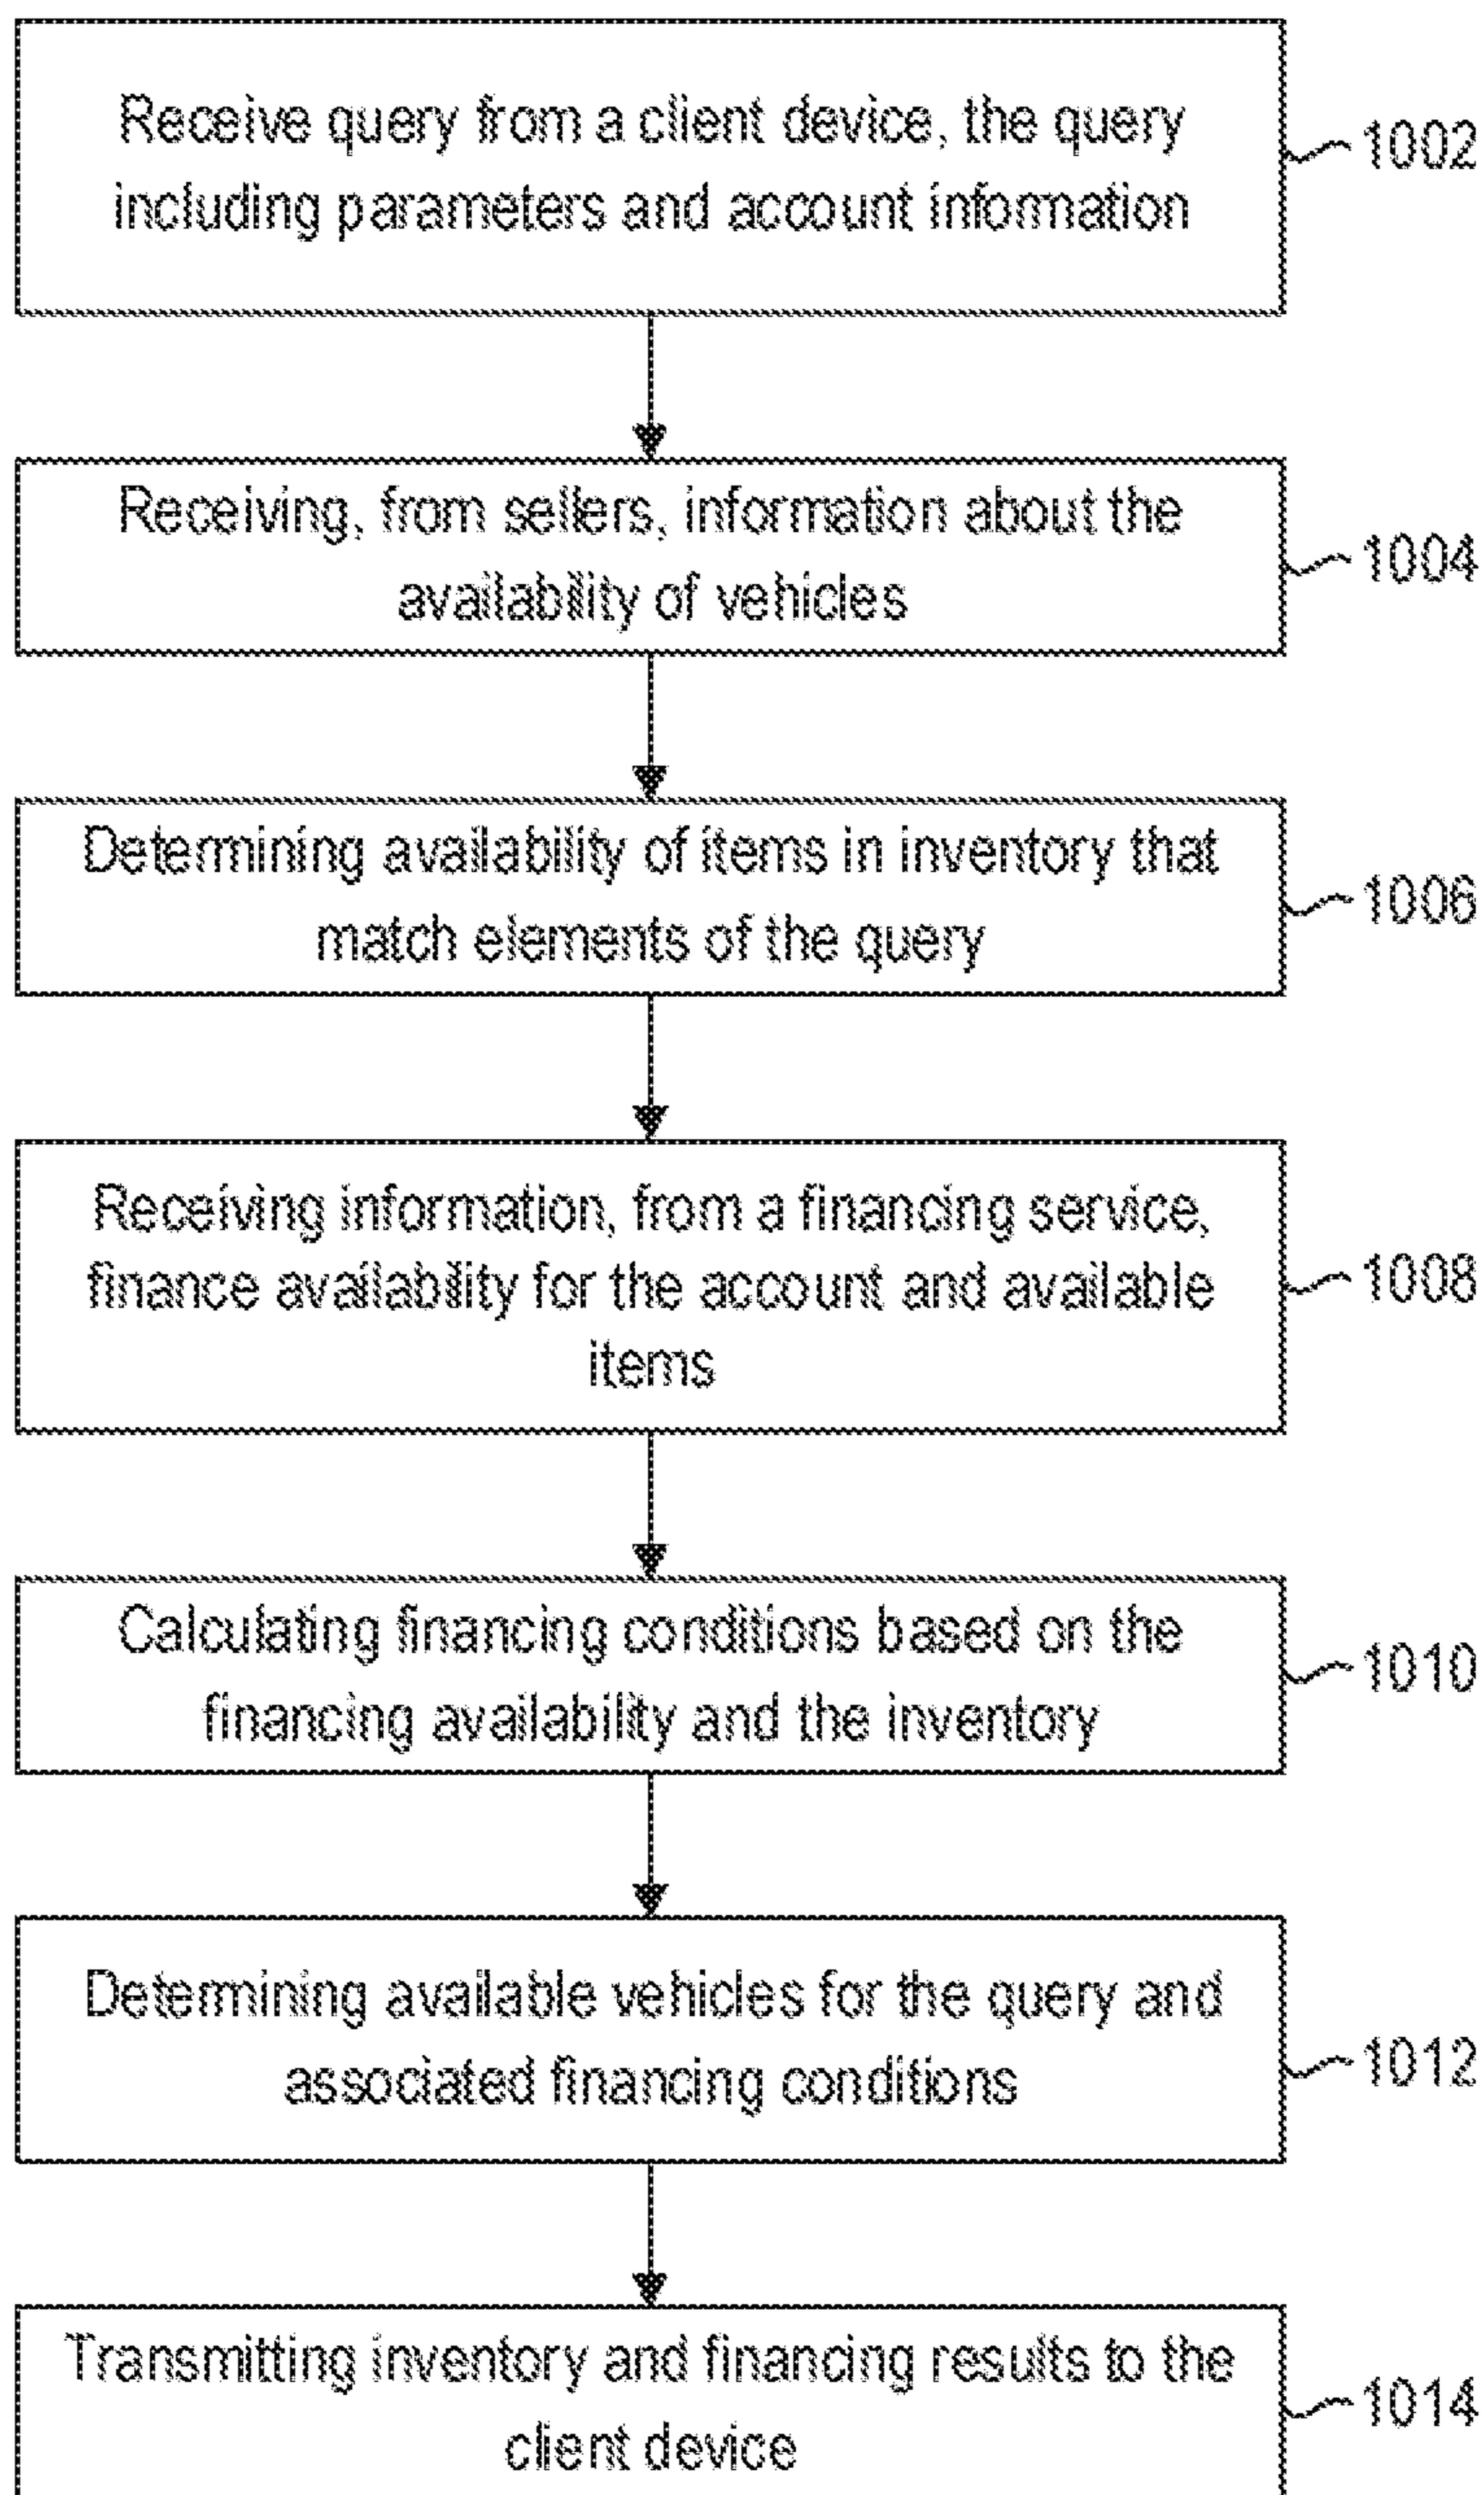 Receive query from a client device, the query
including parameters and account information
1002
Receiving, from sellers, information about the
availability of vehicles
1004
Determining availability of items in inventory that
match elements of the query
1006
Receiving information, from a financing service,
finance availability for the account and available
items
1008
Calculating financing conditions based on the
financing availability and the inventory
1010
Determining available vehicles for the query and
associated financing conditions
1012
Transmitting inventory and financing results to the
client device
1014